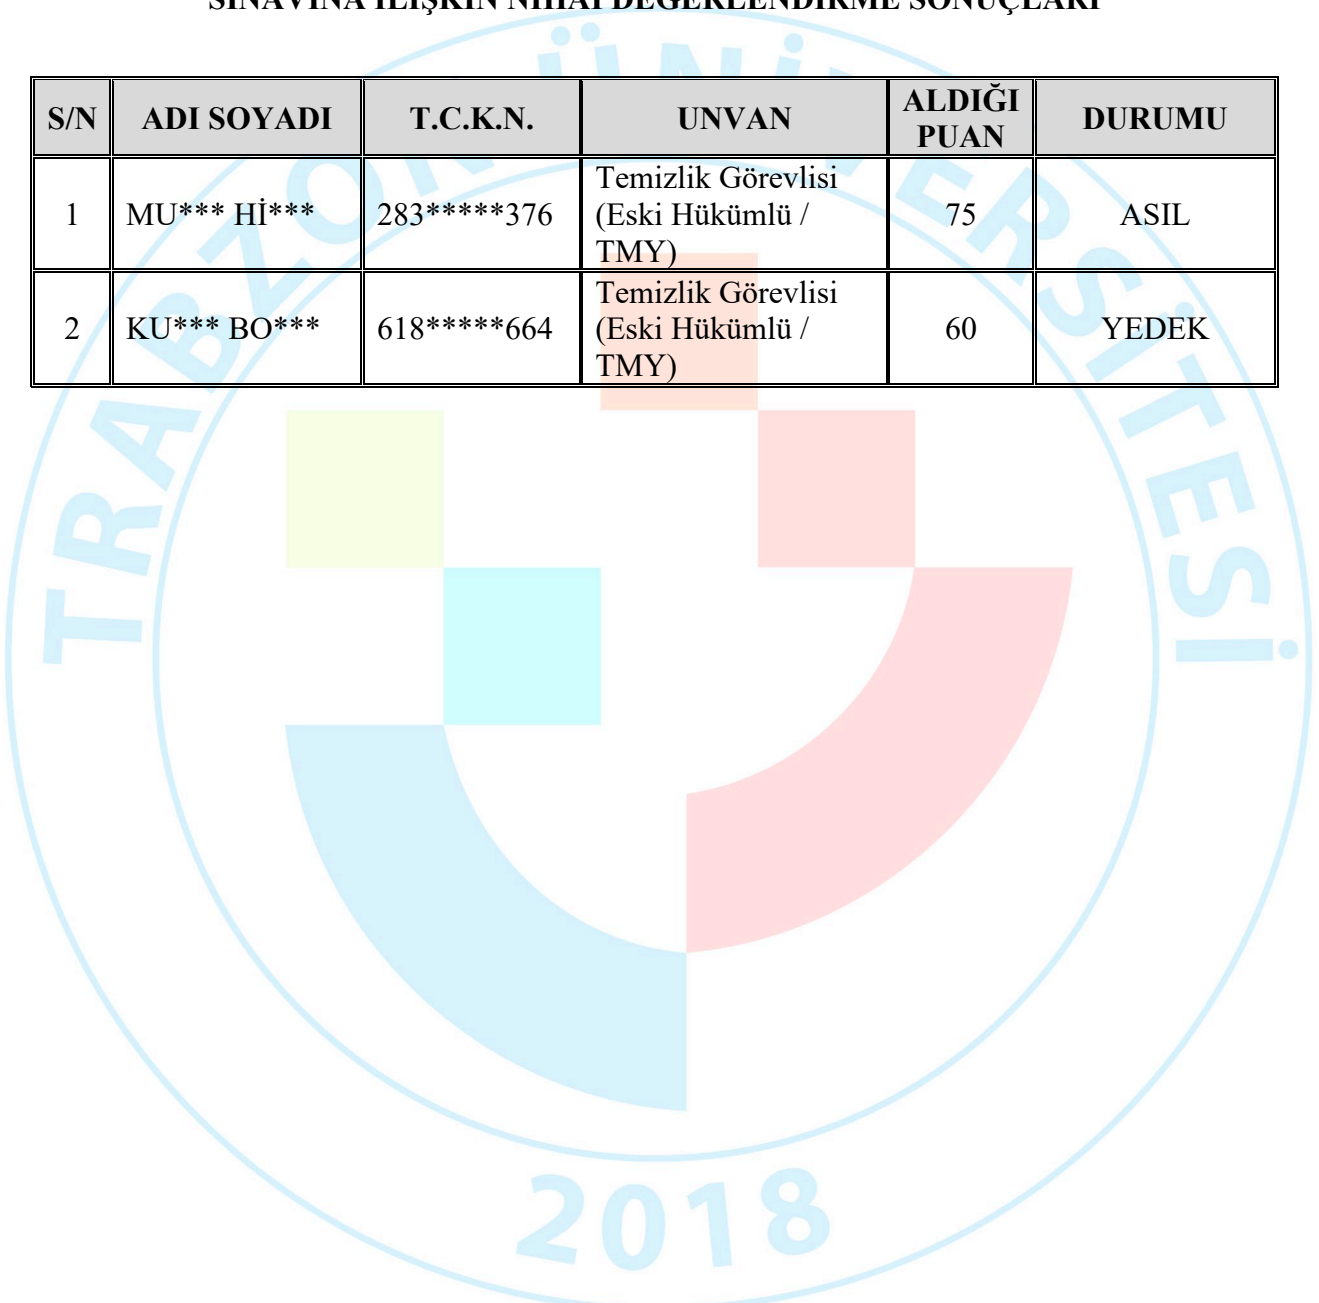 SINAVINA İLİŞKİN NİHAİ DEĞERLENDİRME SONUÇLARI
S/N ADI SOYADI T.C.K.N. UNVAN ALDIĞI PUAN DURUMU
1 MU*** Hİ*** 283*****376 Temizlik Görevlisi (Eski Hükümlü / TMY) 75 ASIL
2 KU*** BO*** 618*****664 Temizlik Görevlisi (Eski Hükümlü / TMY) 60 YEDEK
TRABZON ÜNİVERSİTESİ
2018